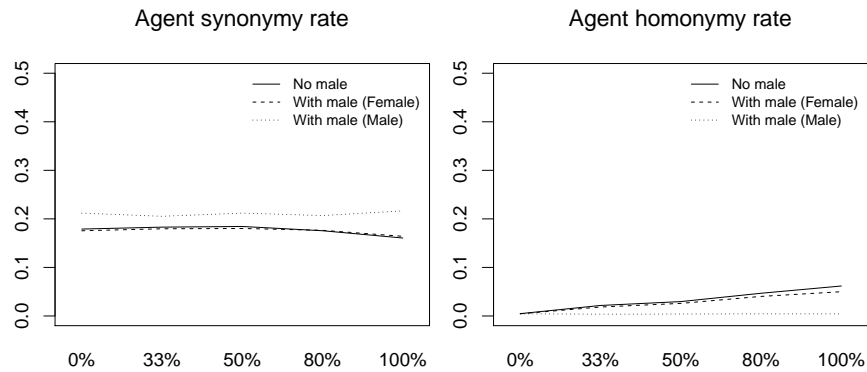 Agent synonymy rate
0.5
0.4
0.3
0.2
0.1
0.0
No male
With male (Female)
With male (Male)
0% 33% 50% 80% 100%
Agent homonymy rate
0.5
0.4
0.3
0.2
0.1
0.0
No male
With male (Female)
With male (Male)
0% 33% 50% 80% 100%